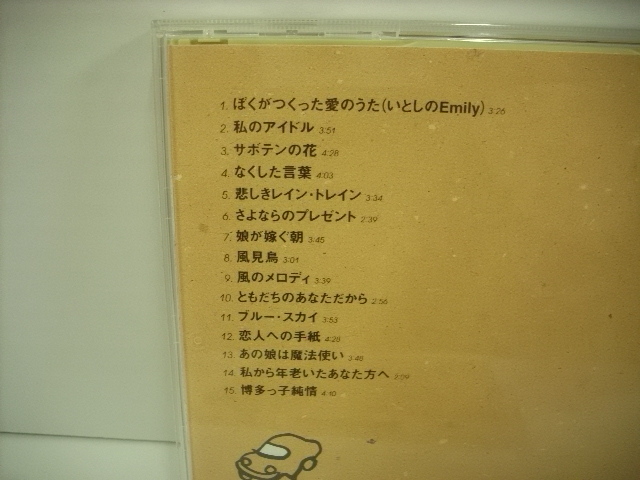 1. ぼくがつくった愛のうた(いとしのEmily) 3:26
2. 私のアイドル 3:51
3. サボテンの花 4:28
4. なくした言葉 4:03
5. 悲しきレイン・トレイン 3:34
6. さよならのプレゼント 2:39
7. 娘が嫁ぐ朝 3:45
8. 風見鳥 3:01
9. 風のメロディ 3:39
10. ともだちのあなただから 2:56
11. ブルー・スカイ 3:53
12. 恋人への手紙 4:28
13. あの娘は魔法使い 3:48
14. 私から年老いたあなた方へ
15. 博多っ子純情 4:10